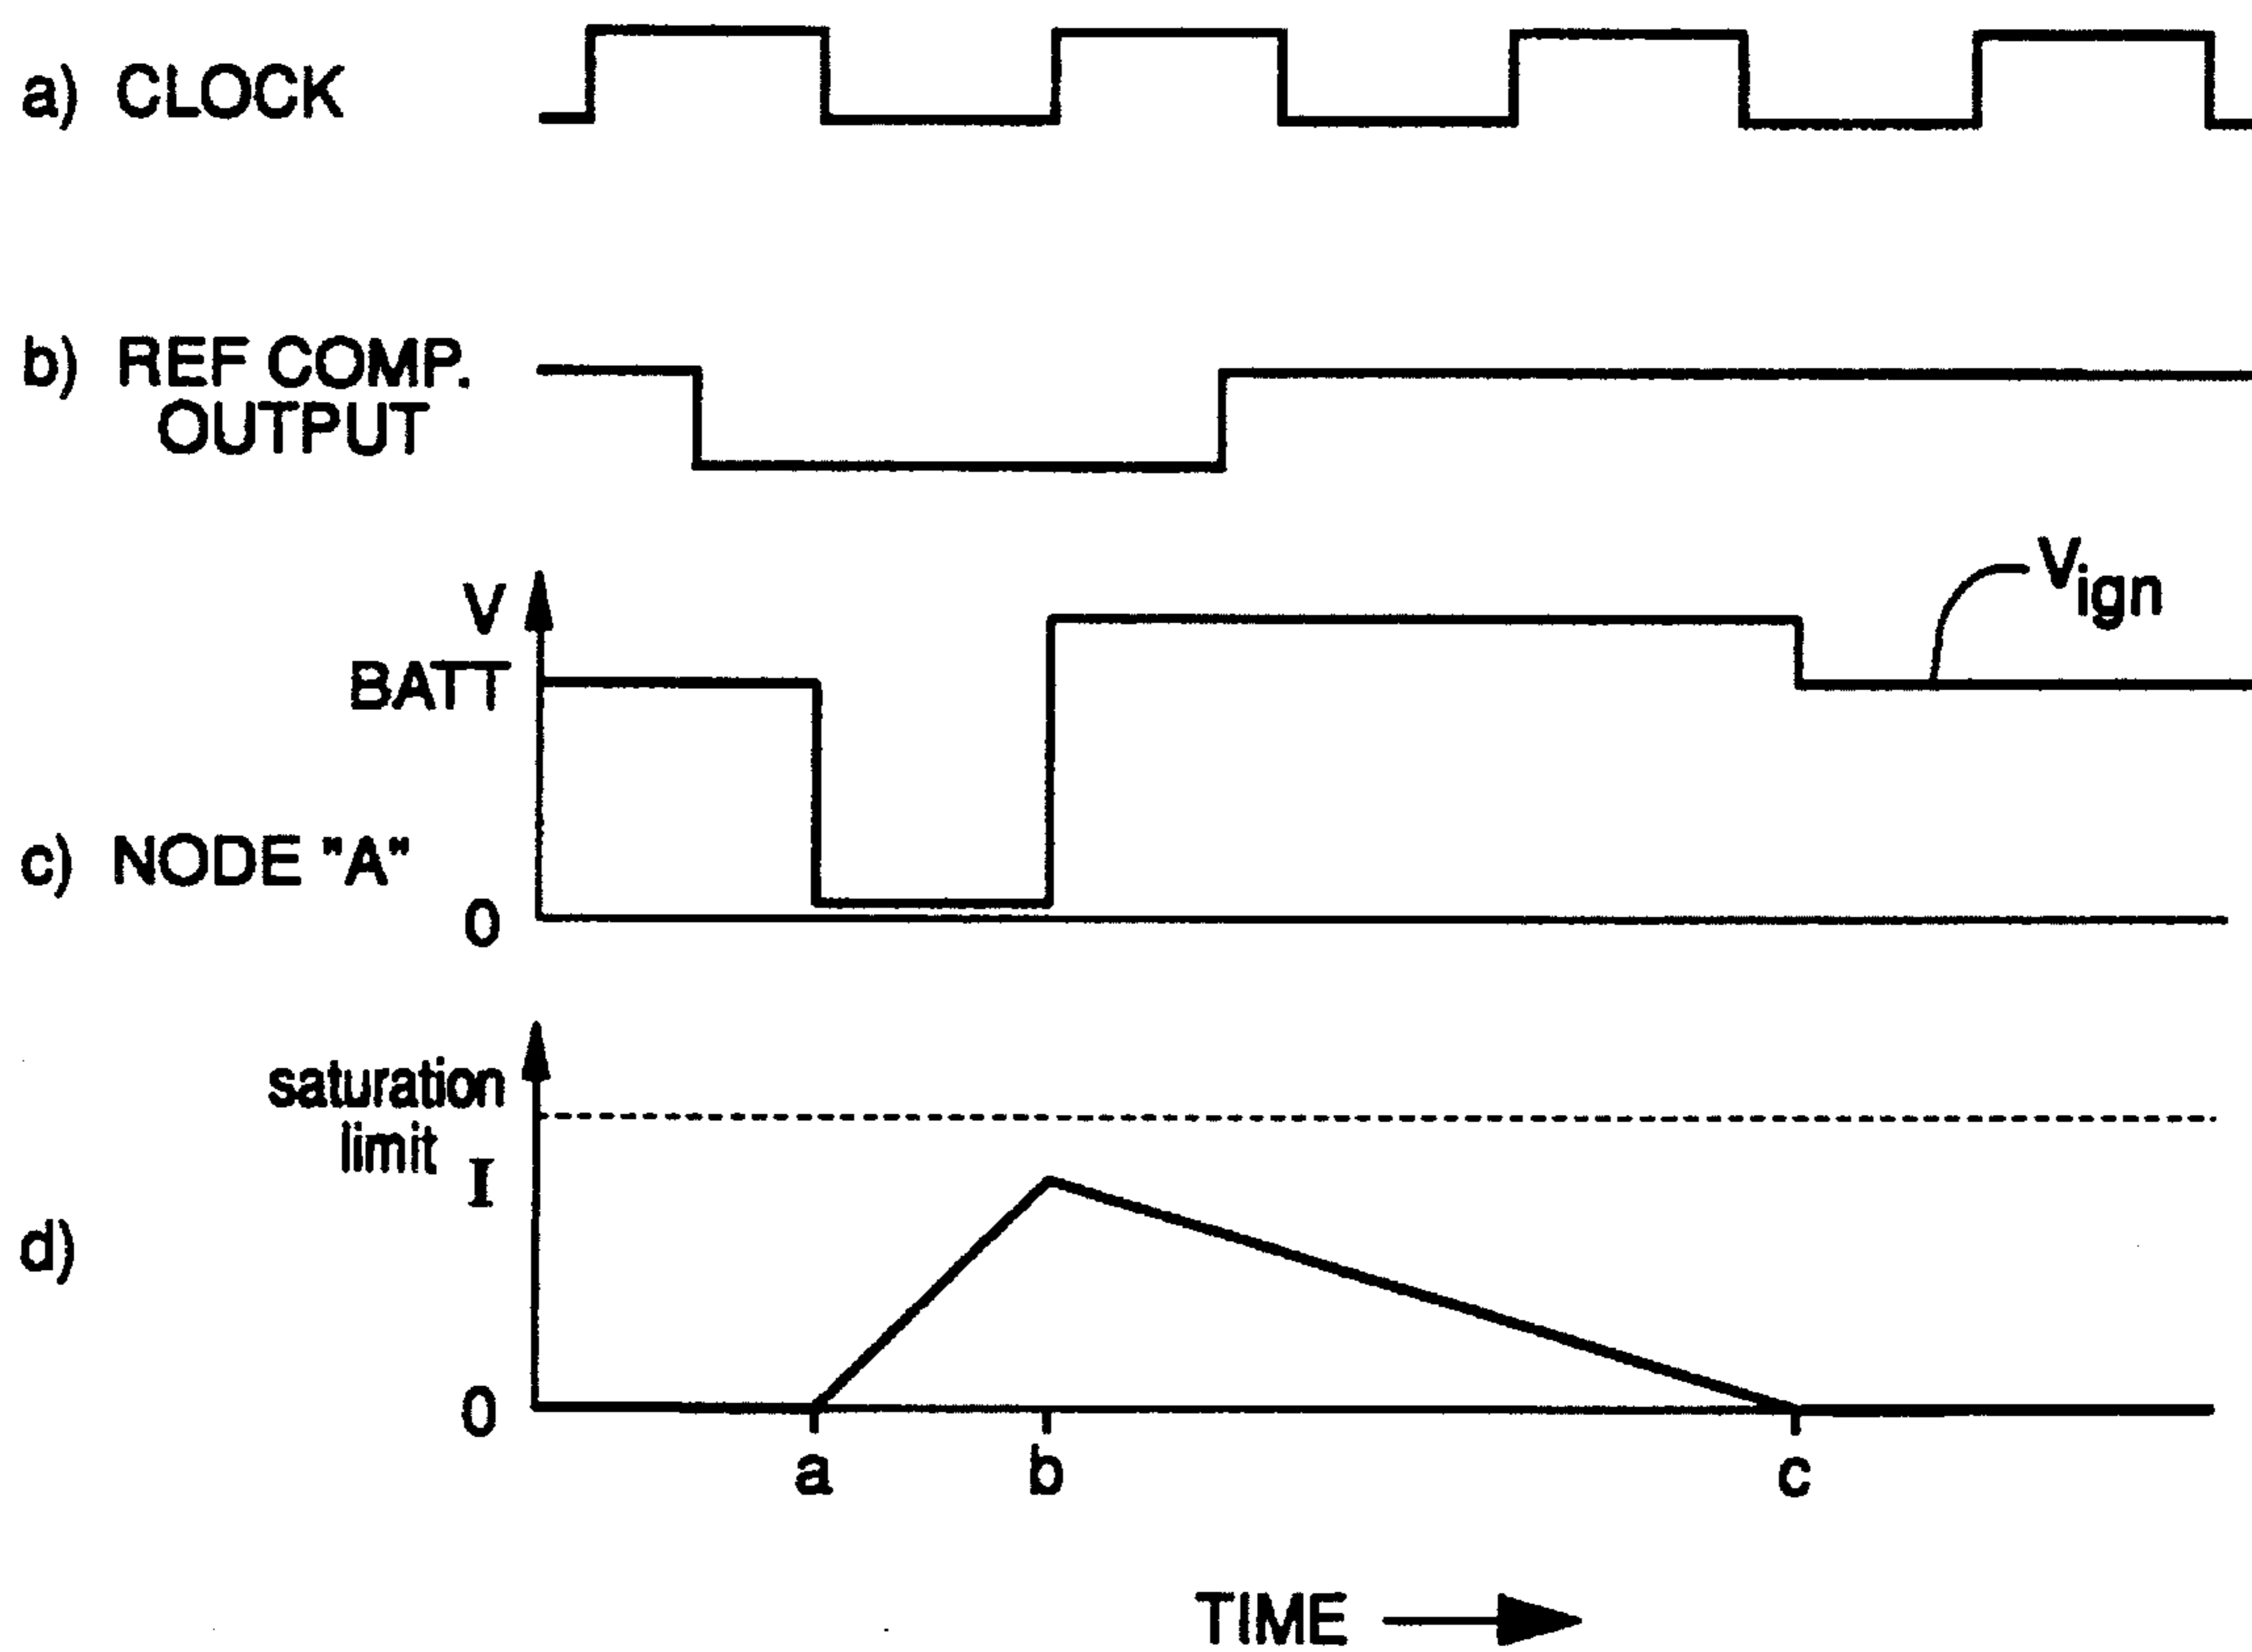 a) CLOCK
b) REF COMP.
OUTPUT
V
BATT
Vign
c) NODE "A"
0
saturation
limit
I
d)
0
a b c
TIME